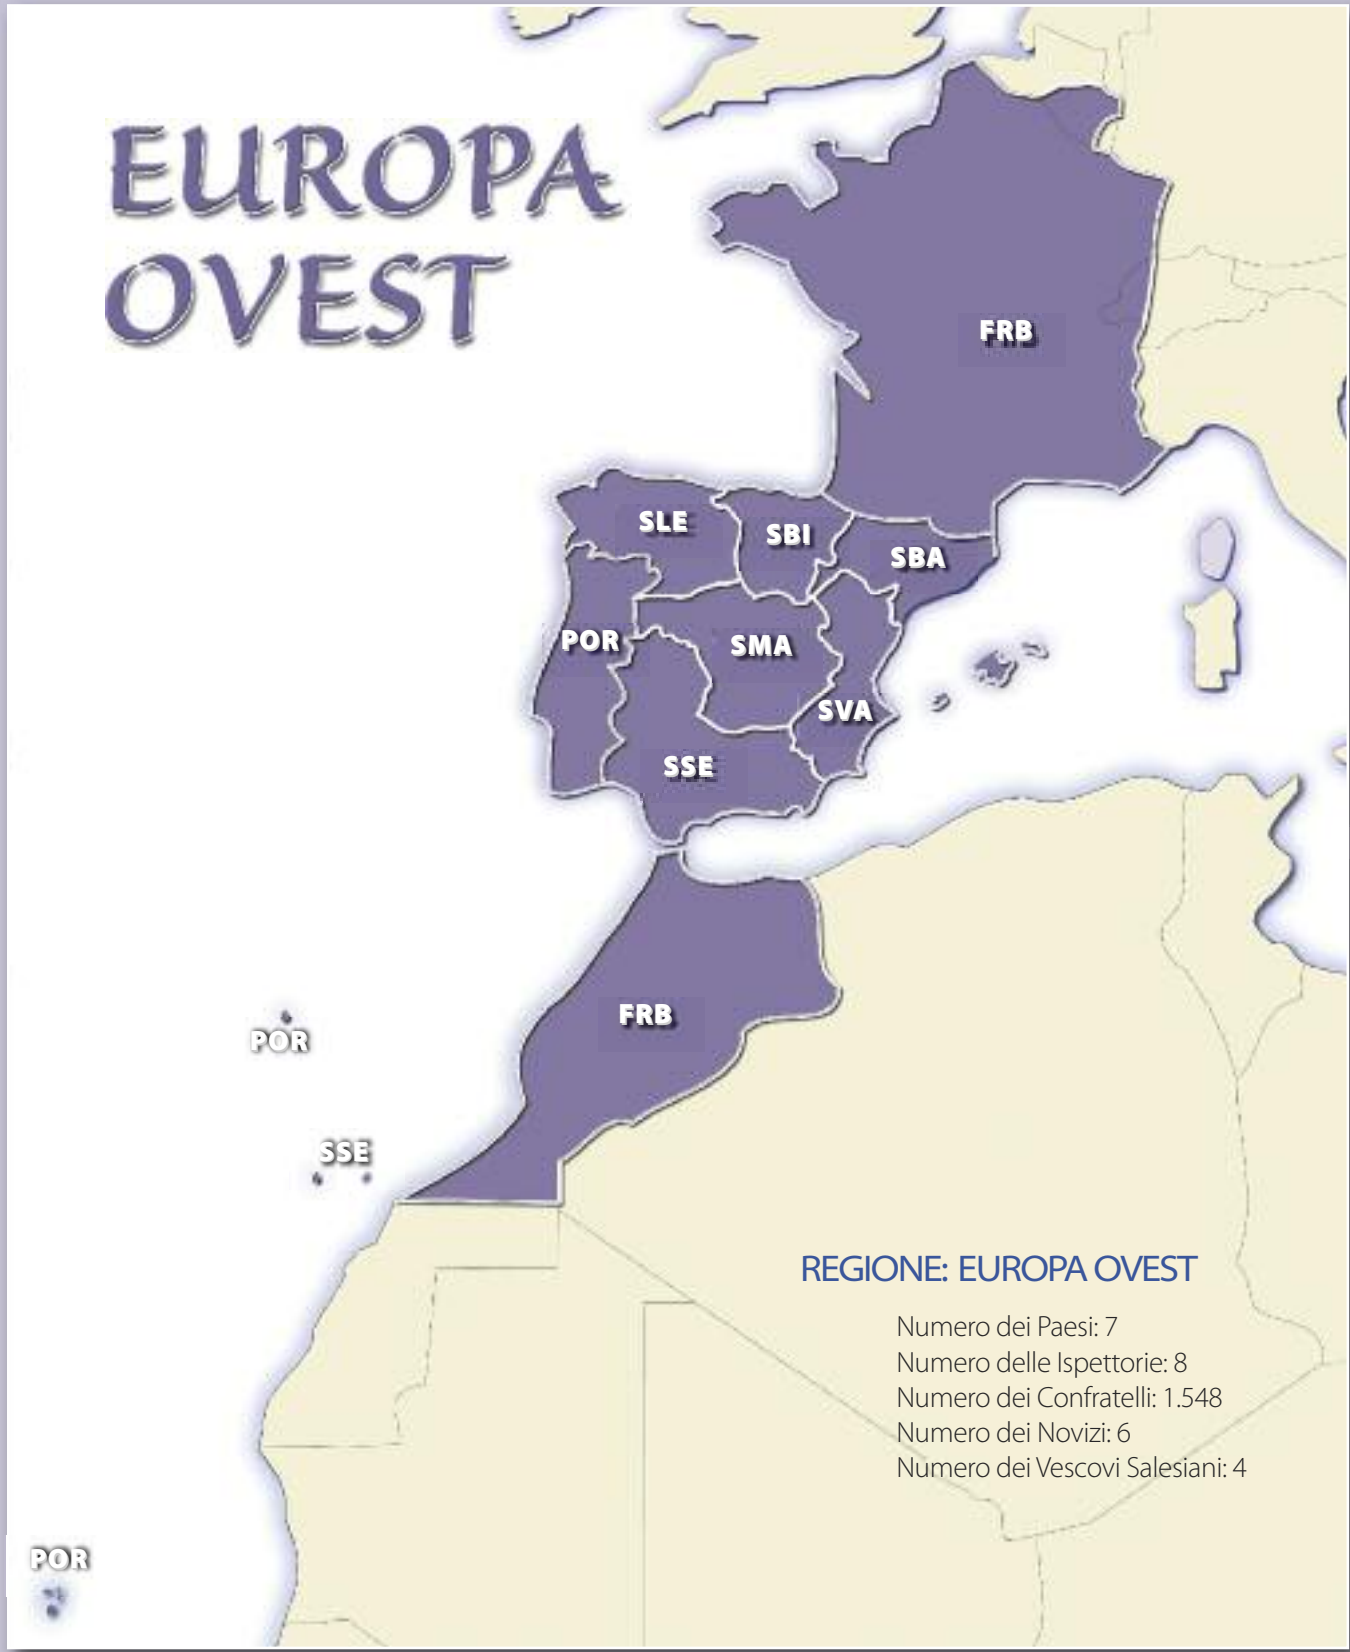 EUROPA
OVEST
FRB
SLE
SBI
SBA
POR
SMA
SVA
SSE
FRB
POR
SSE
REGIONE: EUROPA OVEST
Numero dei Paesi: 7
Numero delle Ispettorie: 8
Numero dei Confratelli: 1.548
Numero dei Novizi: 6
Numero dei Vescovi Salesiani: 4
POR